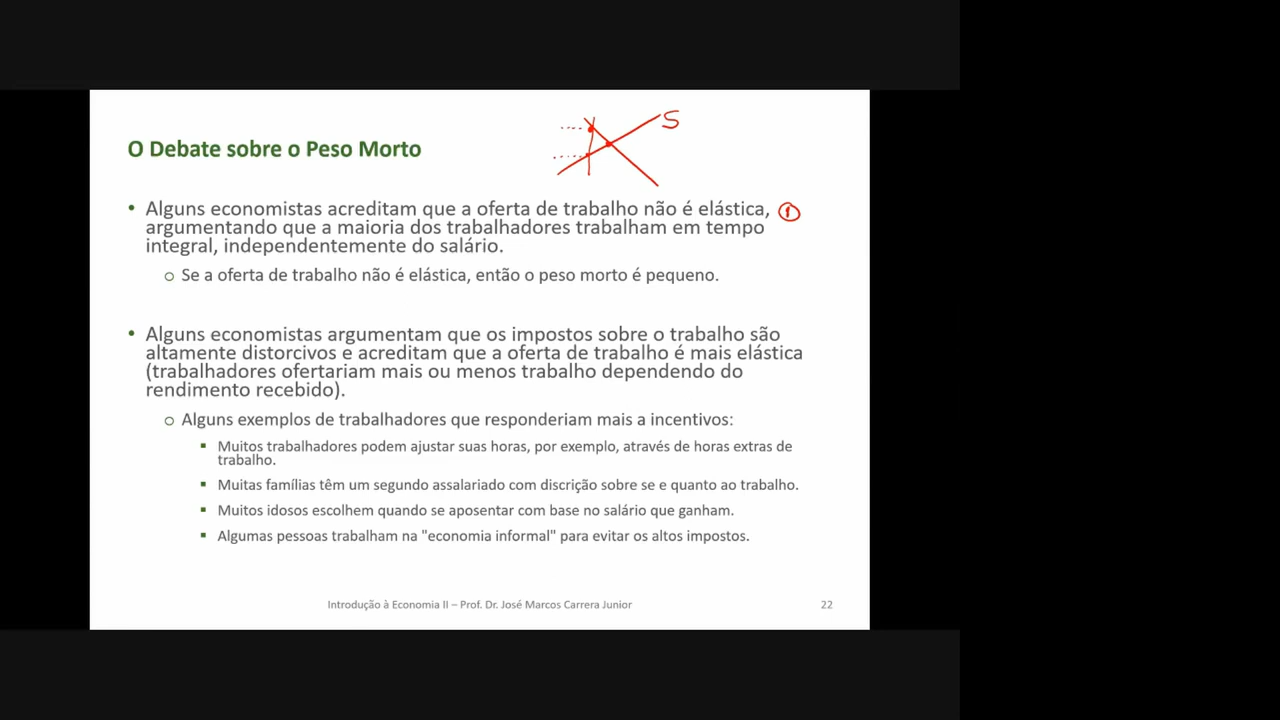 O Debate sobre o Peso Morto
S
• Alguns economistas acreditam que a oferta de trabalho não é elástica, ①
argumentando que a maioria dos trabalhadores trabalham em tempo
integral, independentemente do salário.
o Se a oferta de trabalho não é elástica, então o peso morto é pequeno.
• Alguns economistas argumentam que os impostos sobre o trabalho são
altamente distorcivos e acreditam que a oferta de trabalho é mais elástica
(trabalhadores ofertariam mais ou menos trabalho dependendo do
rendimento recebido).
o Alguns exemplos de trabalhadores que responderiam mais a incentivos:
▪ Muitos trabalhadores podem ajustar suas horas, por exemplo, através de horas extras de
trabalho.
▪ Muitas famílias têm um segundo assalariado com discrição sobre se e quanto ao trabalho.
▪ Muitos idosos escolhem quando se aposentar com base no salário que ganham.
▪ Algumas pessoas trabalham na "economia informal" para evitar os altos impostos.
Introdução à Economia II – Prof. Dr. José Marcos Carrera Junior 22